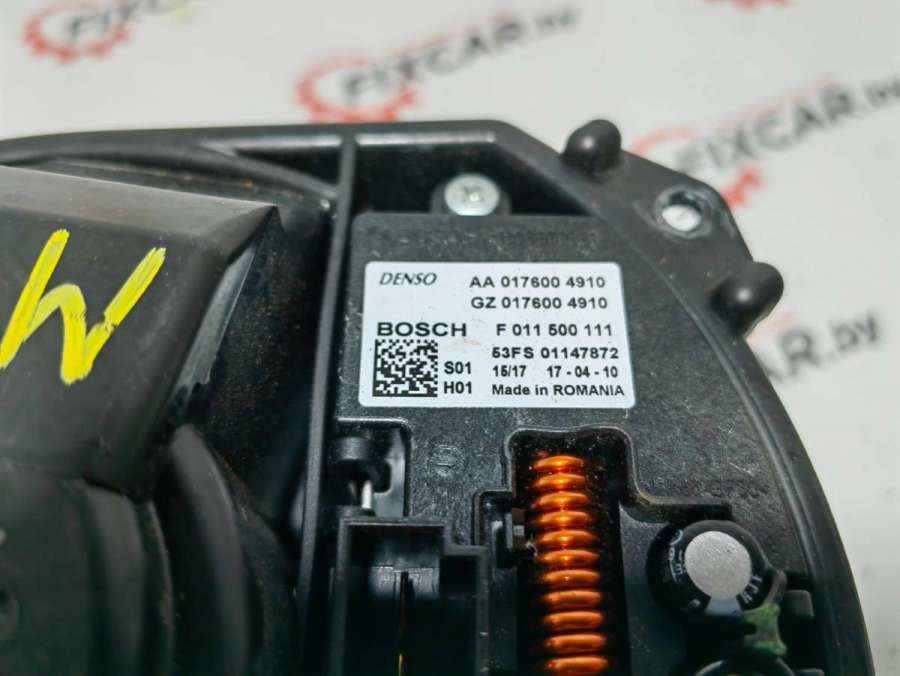 FIXCAR.by
FIXCAR.by
FIXCAR.by
DENSO AA 017600 4910
GZ 017600 4910
BOSCH F 011 500 111
53FS 01147872
S01 15/17 17-04-10
H01 Made in ROMANIA